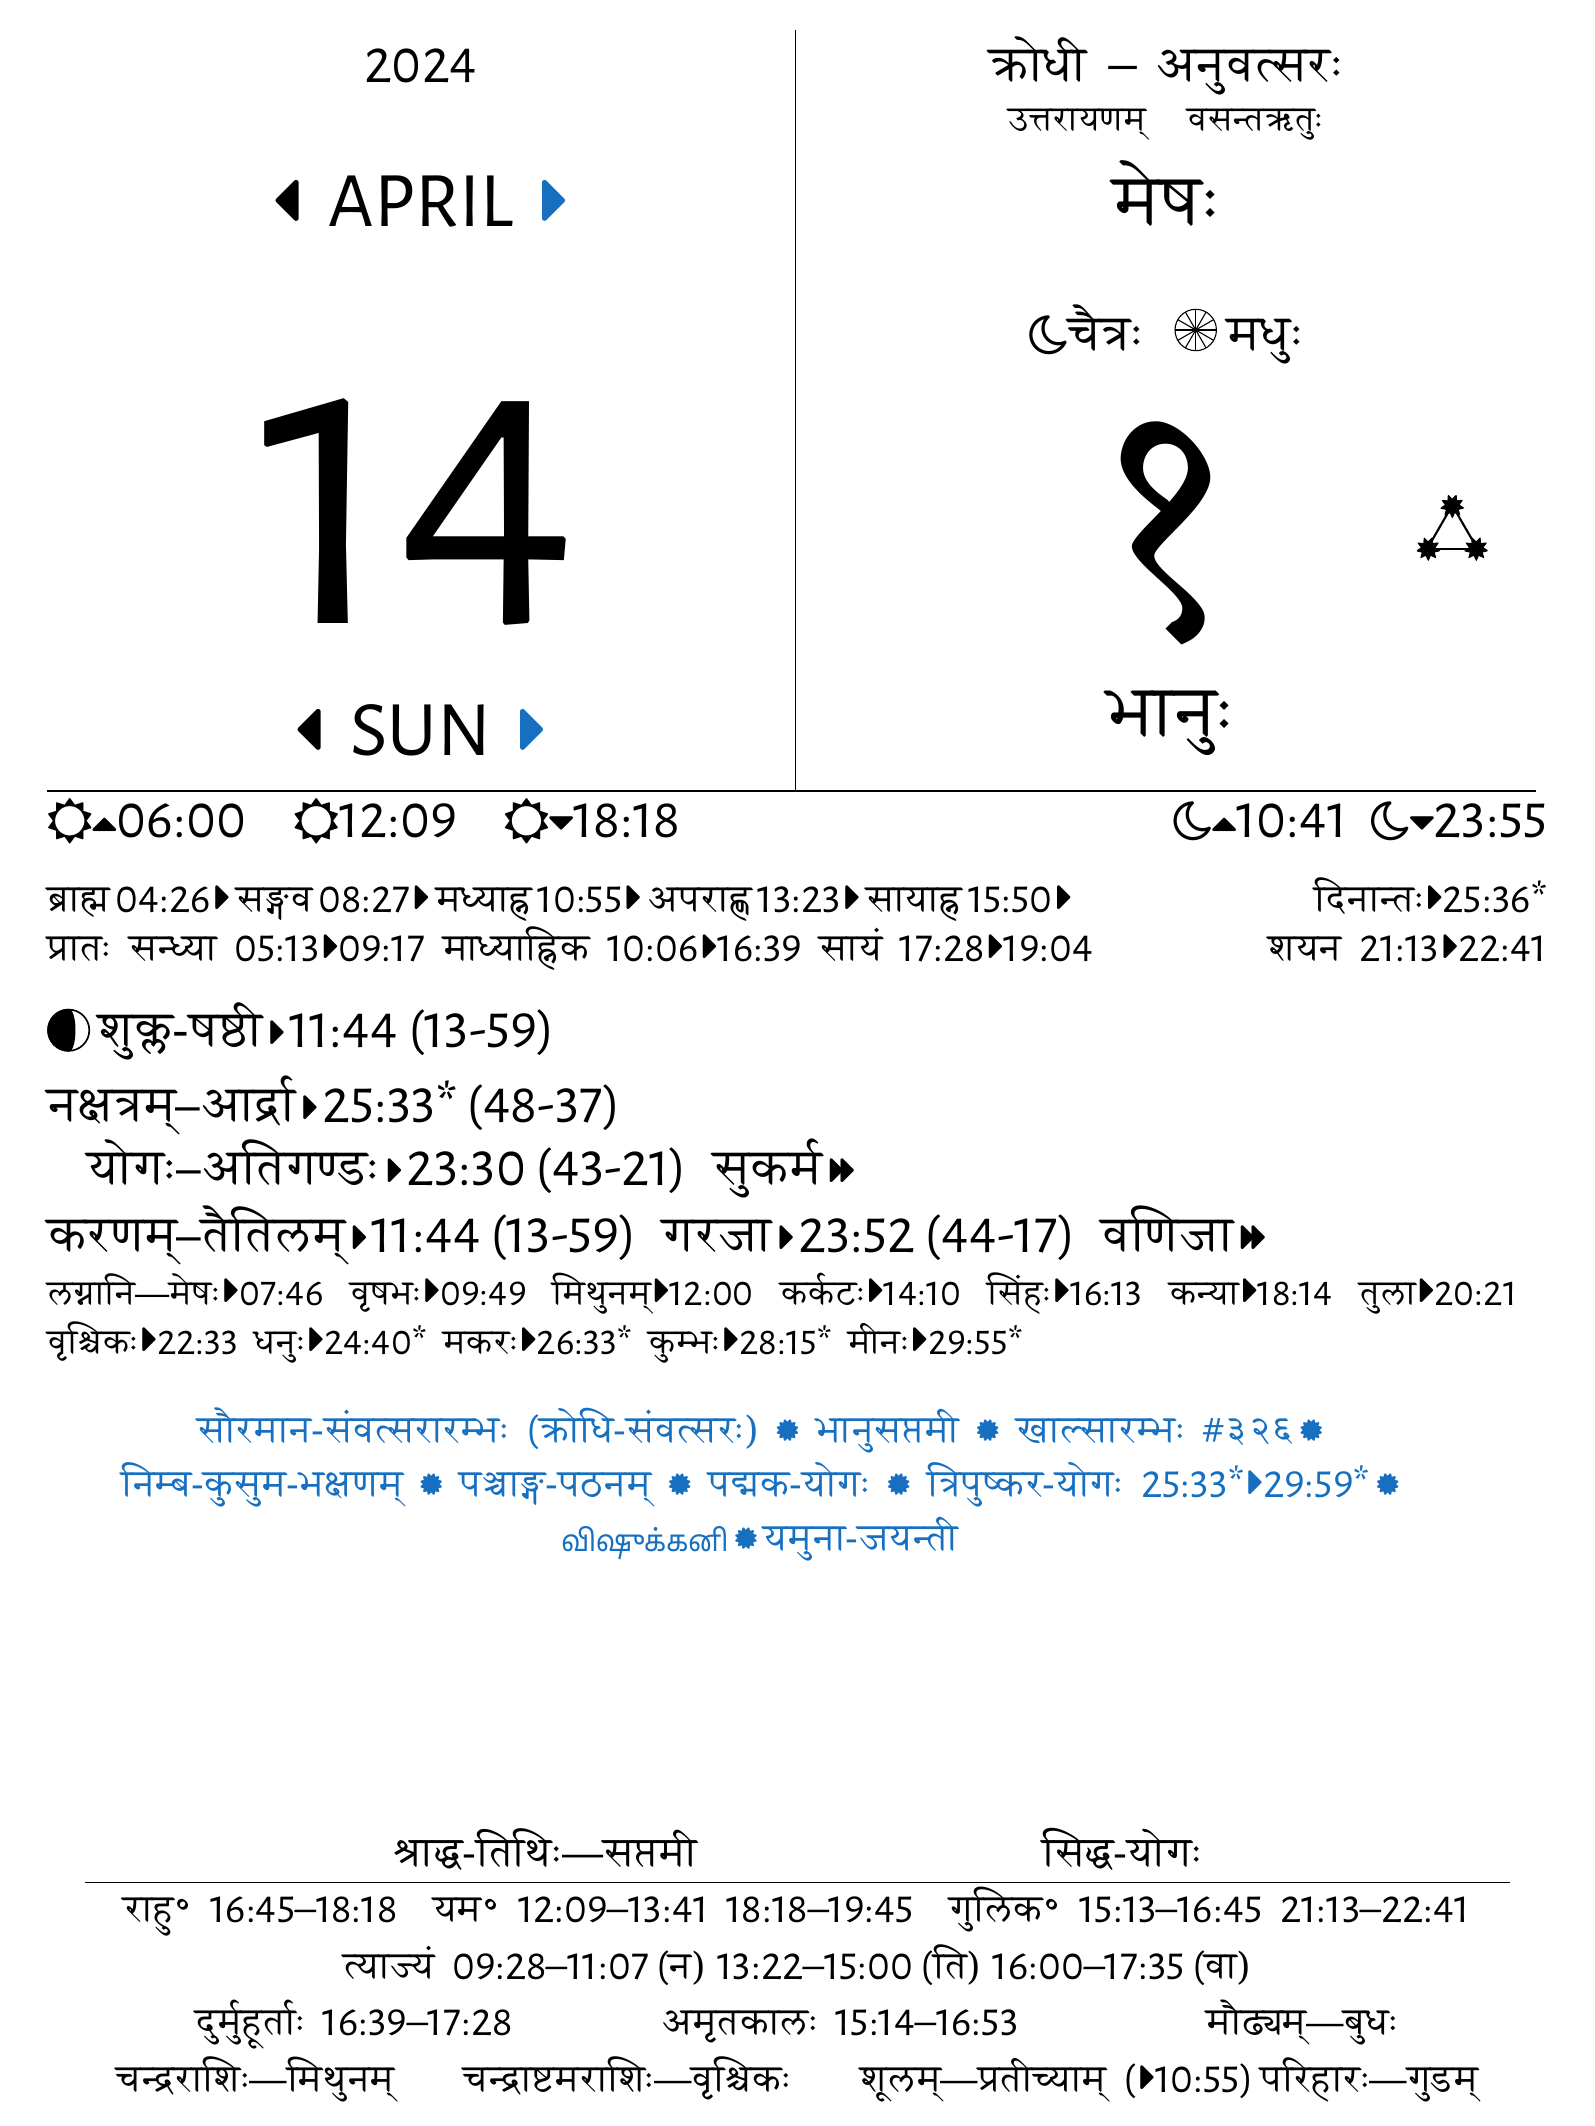 2024
APRIL
14
SUN
क्रोधी – अनुवत्सरः
उत्तरायणम् वसन्तऋतुः
मेषः
चैत्रः मधुः
१
भानुः
06:00 12:09 18:18 10:41 23:55
ब्राह्म 04:26 सङ्गव 08:27 मध्याह्न 10:55 अपराह्ण 13:23 सायाह्न 15:50 दिनान्तः 25:36*
प्रातः सन्ध्या 05:13 09:17 माध्याह्निक 10:06 16:39 सायं 17:28 19:04 शयन 21:13 22:41
शुक्ल-षष्ठी 11:44 (13-59)
नक्षत्रम्–आर्द्रा 25:33* (48-37)
योगः–अतिगण्डः 23:30 (43-21) सुकर्म
करणम्–तैतिलम् 11:44 (13-59) गरजा 23:52 (44-17) वणिजा
लग्नानि—मेषः 07:46 वृषभः 09:49 मिथुनम् 12:00 कर्कटः 14:10 सिंहः 16:13 कन्या 18:14 तुला 20:21
वृश्चिकः 22:33 धनुः 24:40* मकरः 26:33* कुम्भः 28:15* मीनः 29:55*
सौरमान-संवत्सरारम्भः (क्रोधि-संवत्सरः) ✹ भानुसप्तमी ✹ खाल्सारम्भः #३२६ ✹
निम्ब-कुसुम-भक्षणम् ✹ पञ्चाङ्ग-पठनम् ✹ पद्मक-योगः ✹ त्रिपुष्कर-योगः 25:33* 29:59* ✹
விஷுக்கனி ✹ यमुना-जयन्ती
श्राद्ध-तिथिः—सप्तमी सिद्ध-योगः
राहु॰ 16:45–18:18 यम॰ 12:09–13:41 18:18–19:45 गुलिक॰ 15:13–16:45 21:13–22:41
त्याज्यं 09:28–11:07 (न) 13:22–15:00 (ति) 16:00–17:35 (वा)
दुर्मुहूर्ताः 16:39–17:28 अमृतकालः 15:14–16:53 मौढ्यम्—बुधः
चन्द्रराशिः—मिथुनम् चन्द्राष्टमराशिः—वृश्चिकः शूलम्—प्रतीच्याम् (10:55) परिहारः—गुडम्